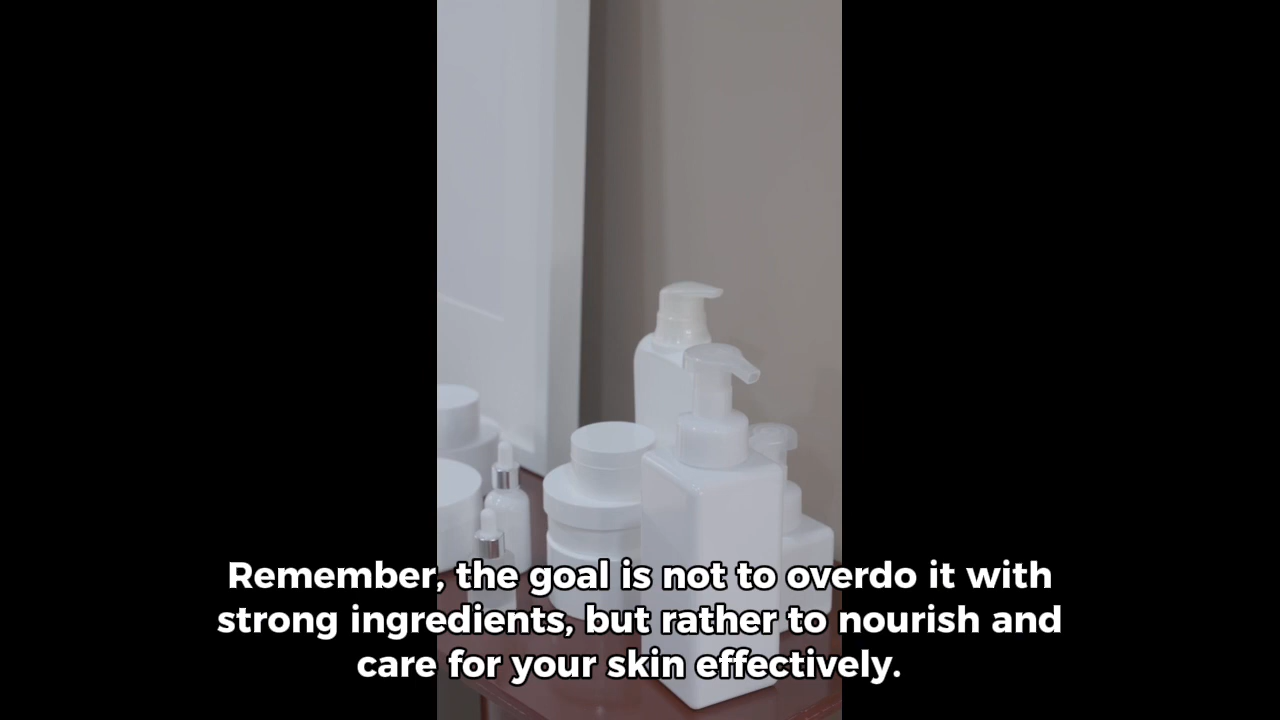 Remember, the goal is not to overdo it with
strong ingredients, but rather to nourish and
care for your skin effectively.